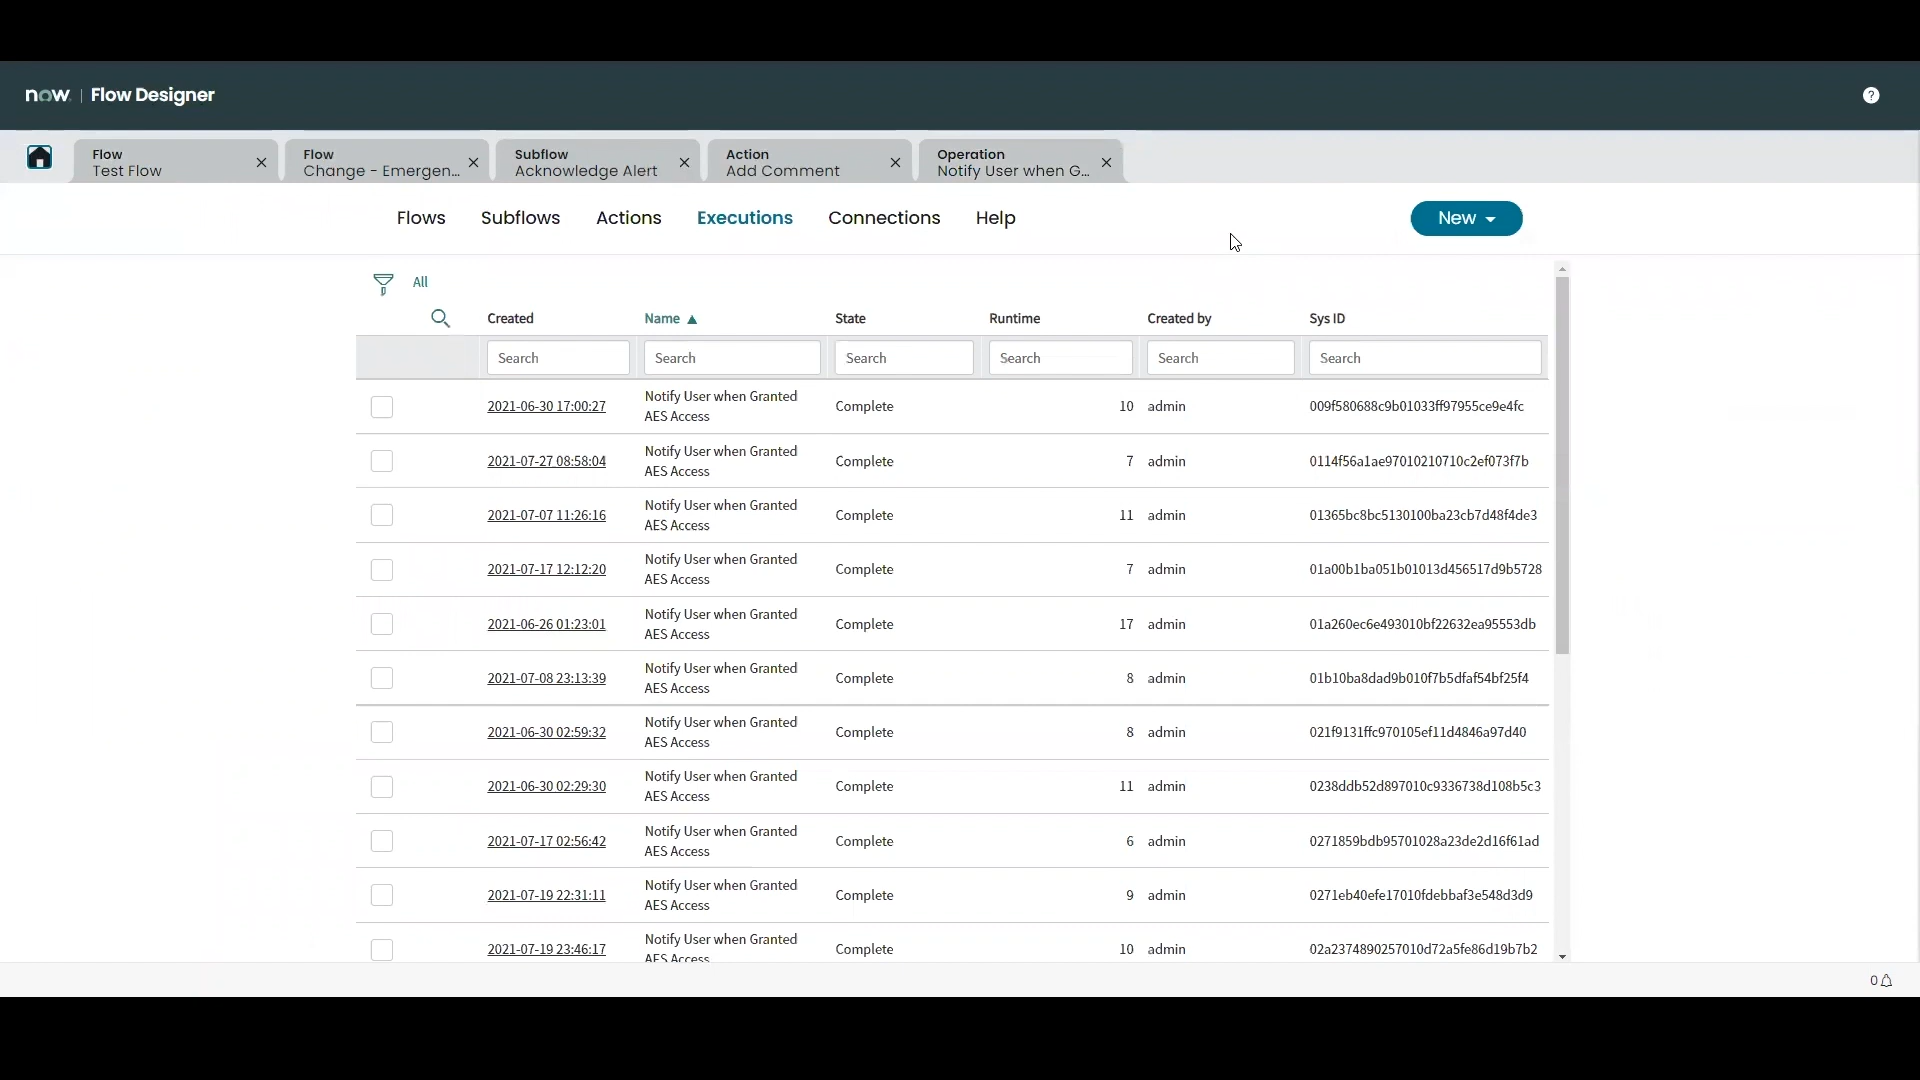 now. | Flow Designer
?
Flow
Test Flow
Flow
Change - Emergen...
Subflow
Acknowledge Alert
Action
Add Comment
Operation
Notify User when G...
Flows Subflows Actions Executions Connections Help
New
All
Created Name ▲ State Runtime Created by Sys ID
Search Search Search Search Search Search
2021-06-30 17:00:27 Notify User when Granted AES Access Complete 10 admin 009f580688c9b01033ff97955ce9e4fc
2021-07-27 08:58:04 Notify User when Granted AES Access Complete 7 admin 0114f56a1ae97010210710c2ef073f7b
2021-07-07 11:26:16 Notify User when Granted AES Access Complete 11 admin 01365bc8bc5130100ba23cb7d48f4de3
2021-07-17 12:12:20 Notify User when Granted AES Access Complete 7 admin 01a00b1ba051b01013d456517d9b5728
2021-06-26 01:23:01 Notify User when Granted AES Access Complete 17 admin 01a260ec6e493010bf22632ea95553db
2021-07-08 23:13:39 Notify User when Granted AES Access Complete 8 admin 01b10ba8dad9b010f7b5dfaf54bf25f4
2021-06-30 02:59:32 Notify User when Granted AES Access Complete 8 admin 021f9131ffc970105ef11d4846a97d40
2021-06-30 02:29:30 Notify User when Granted AES Access Complete 11 admin 0238ddb52d897010c9336738d108b5c3
2021-07-17 02:56:42 Notify User when Granted AES Access Complete 6 admin 0271859bdb95701028a23de2d16f61ad
2021-07-19 22:31:11 Notify User when Granted AES Access Complete 9 admin 0271eb40efe17010fdebbaf3e548d3d9
2021-07-19 23:46:17 Notify User when Granted AES Access Complete 10 admin 02a2374890257010d72a5fe86d19b7b2
0